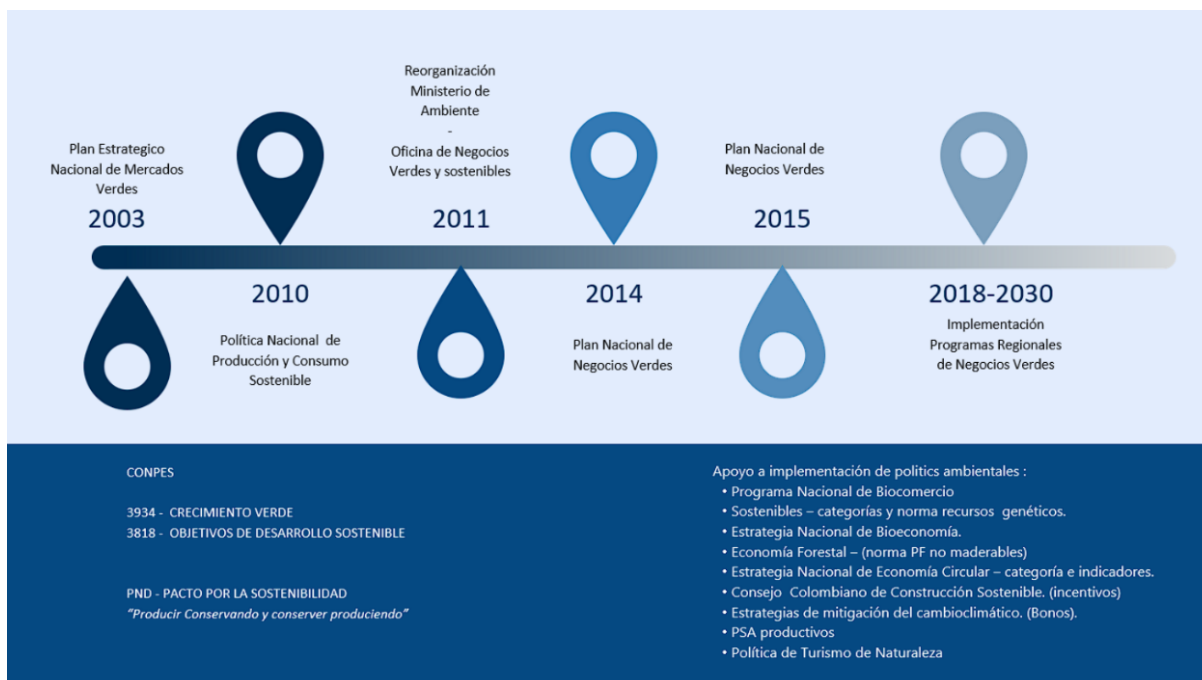 Plan Estrategico
Nacional de Mercados
Verdes
2003
2010
Política Nacional de
Producción y Consumo
Sostenible
Reorganización
Ministerio de
Ambiente
-
Oficina de Negocios
Verdes y sostenibles
2011
2014
Plan Nacional de
Negocios Verdes
Plan Nacional de
Negocios Verdes
2015
2018-2030
Implementación
Programas Regionales
de Negocios Verdes
CONPES
3934 - CRECIMIENTO VERDE
3818 - OBJETIVOS DE DESARROLLO SOSTENIBLE
PND - PACTO POR LA SOSTENIBILIDAD
"Producir Conservando y conserver produciendo"
Apoyo a implementación de polítics ambientales :
• Programa Nacional de Biocomercio
• Sostenibles – categorías y norma recursos genéticos.
• Estrategia Nacional de Bioeconomía.
• Economía Forestal – (norma PF no maderables)
• Estrategia Nacional de Economía Circular – categoría e indicadores.
• Consejo Colombiano de Construcción Sostenible. (incentivos)
• Estrategias de mitigación del cambioclimático. (Bonos).
• PSA productivos
• Política de Turismo de Naturaleza